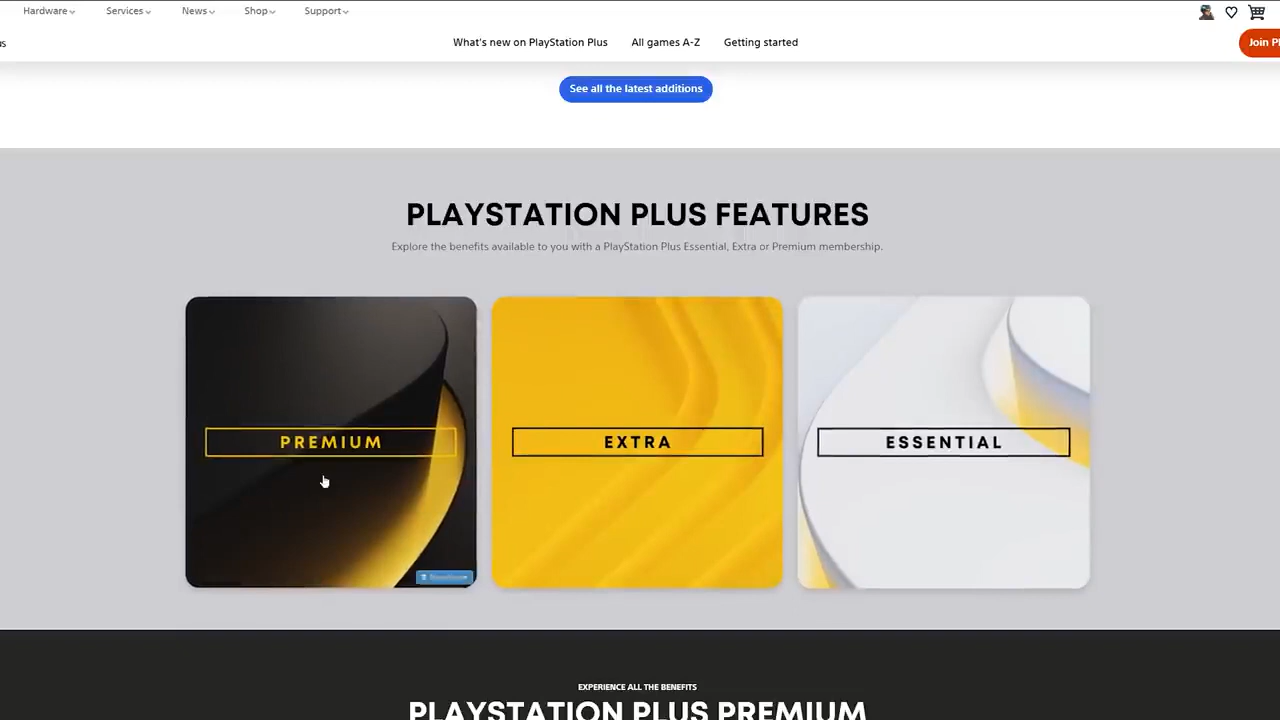 Hardware Services News Shop Support
us What's new on PlayStation Plus All games A-Z Getting started Join Pl
See all the latest additions
PLAYSTATION PLUS FEATURES
Explore the benefits available to you with a PlayStation Plus Essential, Extra or Premium membership.
PREMIUM EXTRA ESSENTIAL
EXPERIENCE ALL THE BENEFITS
PLAYSTATION PLUS PREMIUM